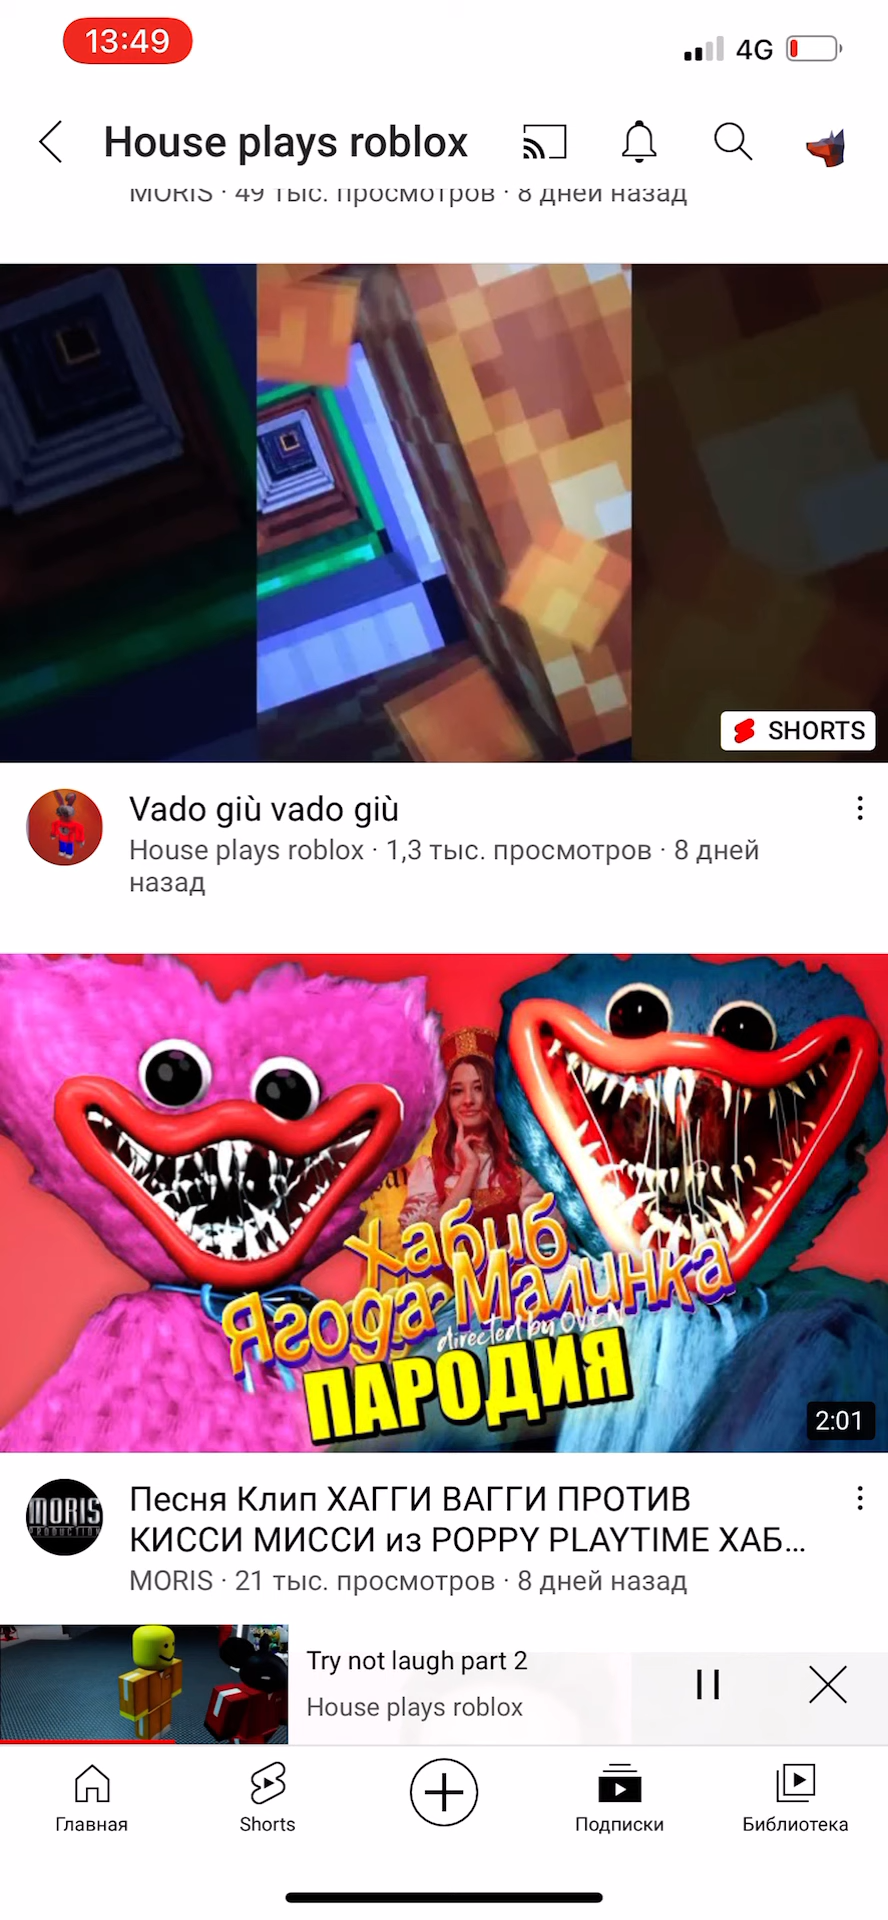 13:49
4G
House plays roblox
MORIS · 49 тыс. просмотров · 8 дней назад
SHORTS
Vado giù vado giù
House plays roblox · 1,3 тыс. просмотров · 8 дней
назад
Хабиб
Ягода Малинка
directed by OVEN
ПАРОДИЯ
2:01
MORIS
PRODUCTION
Песня Клип ХАГГИ ВАГГИ ПРОТИВ
КИССИ МИССИ из POPPY PLAYTIME ХАБ...
MORIS · 21 тыс. просмотров · 8 дней назад
Try not laugh part 2
House plays roblox
Главная
Shorts
Подписки
Библиотека